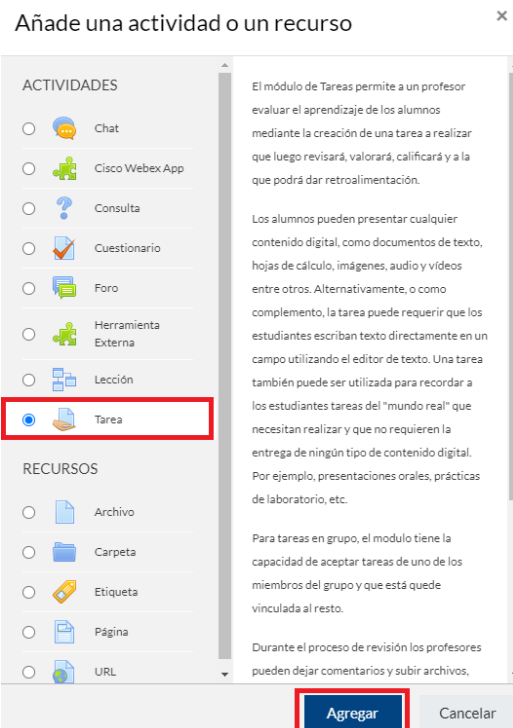 Añade una actividad o un recurso
×
ACTIVIDADES
Chat
Cisco Webex App
Consulta
Cuestionario
Foro
Herramienta
Externa
Lección
Tarea
RECURSOS
Archivo
Carpeta
Etiqueta
Página
URL
El módulo de Tareas permite a un profesor
evaluar el aprendizaje de los alumnos
mediante la creación de una tarea a realizar
que luego revisará, valorará, calificará y a la
que podrá dar retroalimentación.
Los alumnos pueden presentar cualquier
contenido digital, como documentos de texto,
hojas de cálculo, imágenes, audio y vídeos
entre otros. Alternativamente, o como
complemento, la tarea puede requerir que los
estudiantes escriban texto directamente en un
campo utilizando el editor de texto. Una tarea
también puede ser utilizada para recordar a
los estudiantes tareas del "mundo real" que
necesitan realizar y que no requieren la
entrega de ningún tipo de contenido digital.
Por ejemplo, presentaciones orales, prácticas
de laboratorio, etc.
Para tareas en grupo, el modulo tiene la
capacidad de aceptar tareas de uno de los
miembros del grupo y que está quede
vinculada al resto.
Durante el proceso de revisión los profesores
pueden dejar comentarios y subir archivos,
Agregar
Cancelar